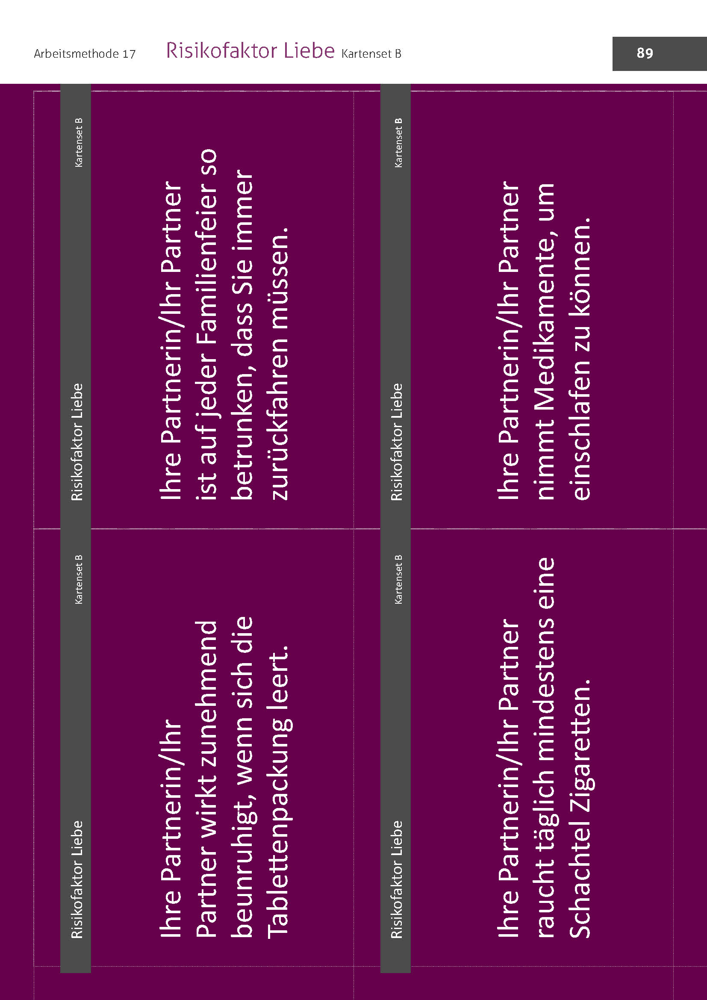 Arbeitsmethode 17 Risikofaktor Liebe Kartenset B
89
Risikofaktor Liebe Kartenset B
Ihre Partnerin/Ihr Partner
ist auf jeder Familienfeier so
betrunken, dass Sie immer
zurückfahren müssen.
Risikofaktor Liebe Kartenset B
Ihre Partnerin/Ihr Partner
nimmt Medikamente, um
einschlafen zu können.
Risikofaktor Liebe Kartenset B
Ihre Partnerin/Ihr
Partner wirkt zunehmend
beunruhigt, wenn sich die
Tablettenpackung leert.
Risikofaktor Liebe Kartenset B
Ihre Partnerin/Ihr Partner
raucht täglich mindestens eine
Schachtel Zigaretten.